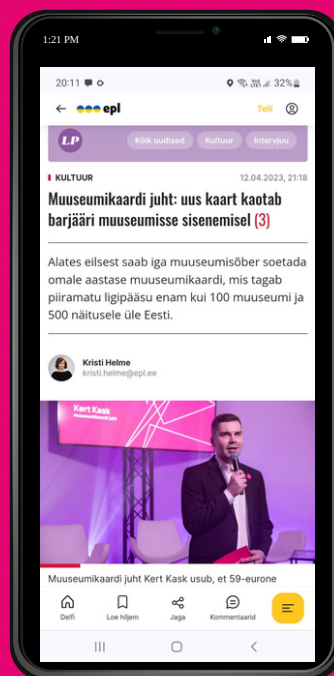 1:21 PM
20:11
32%
epl
Telli
LP
Kõik uudised
Kultuur
Intervjuu
KULTUUR
12.04.2023, 21:18
Muuseumikaardi juht: uus kaart kaotab
barjääri muuseumisse sisenemisel (3)
Alates eilsest saab iga muuseumisõber soetada
omale aastase muuseumikaardi, mis tagab
piiramatu ligipääsu enam kui 100 muuseumi ja
500 näitusele üle Eesti.
Kristi Helme
kristi.helme@epl.ee
Kert Kask
muuseumikaardi juht
Muuseumikaardi juht Kert Kask usub, et 59-eurone
Delfi
Loe hiljem
Jaga
Kommentaarid